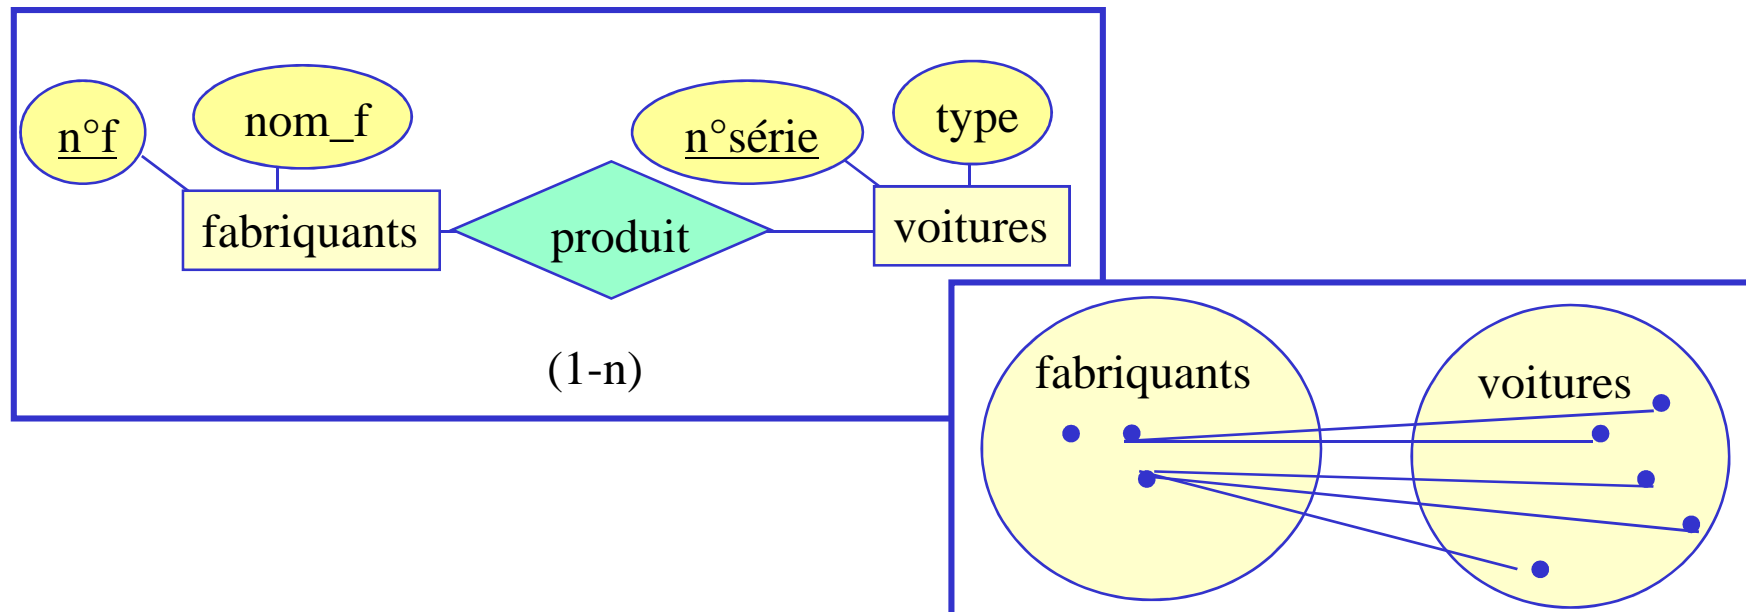 n°f
nom_f
n°série
type
fabriquants
produit
voitures
(1-n)
fabriquants
voitures